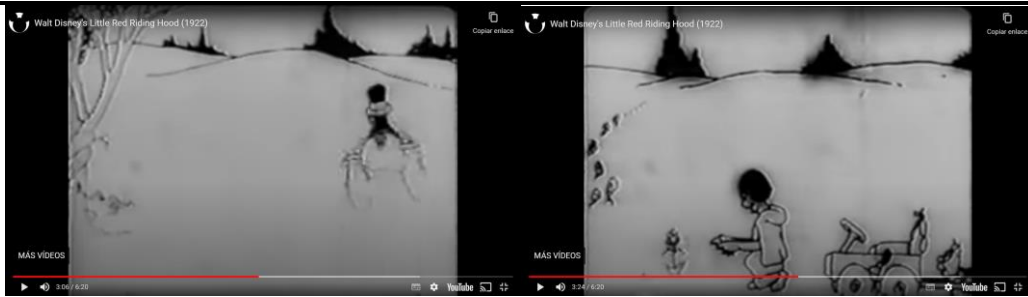 Walt Disney's Little Red Riding Hood (1922)
Copiar enlace
MÁS VÍDEOS
3:06 / 6:20
YouTube
Walt Disney's Little Red Riding Hood (1922)
Copiar enlace
MÁS VÍDEOS
3:24 / 6:20
YouTube